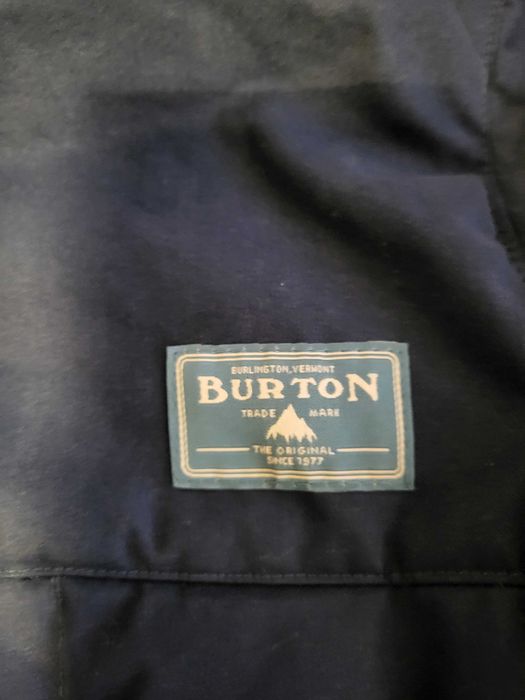 BURLINGTON, VERMONT
BURTON
TRADE MARK
THE ORIGINAL
SINCE 1977